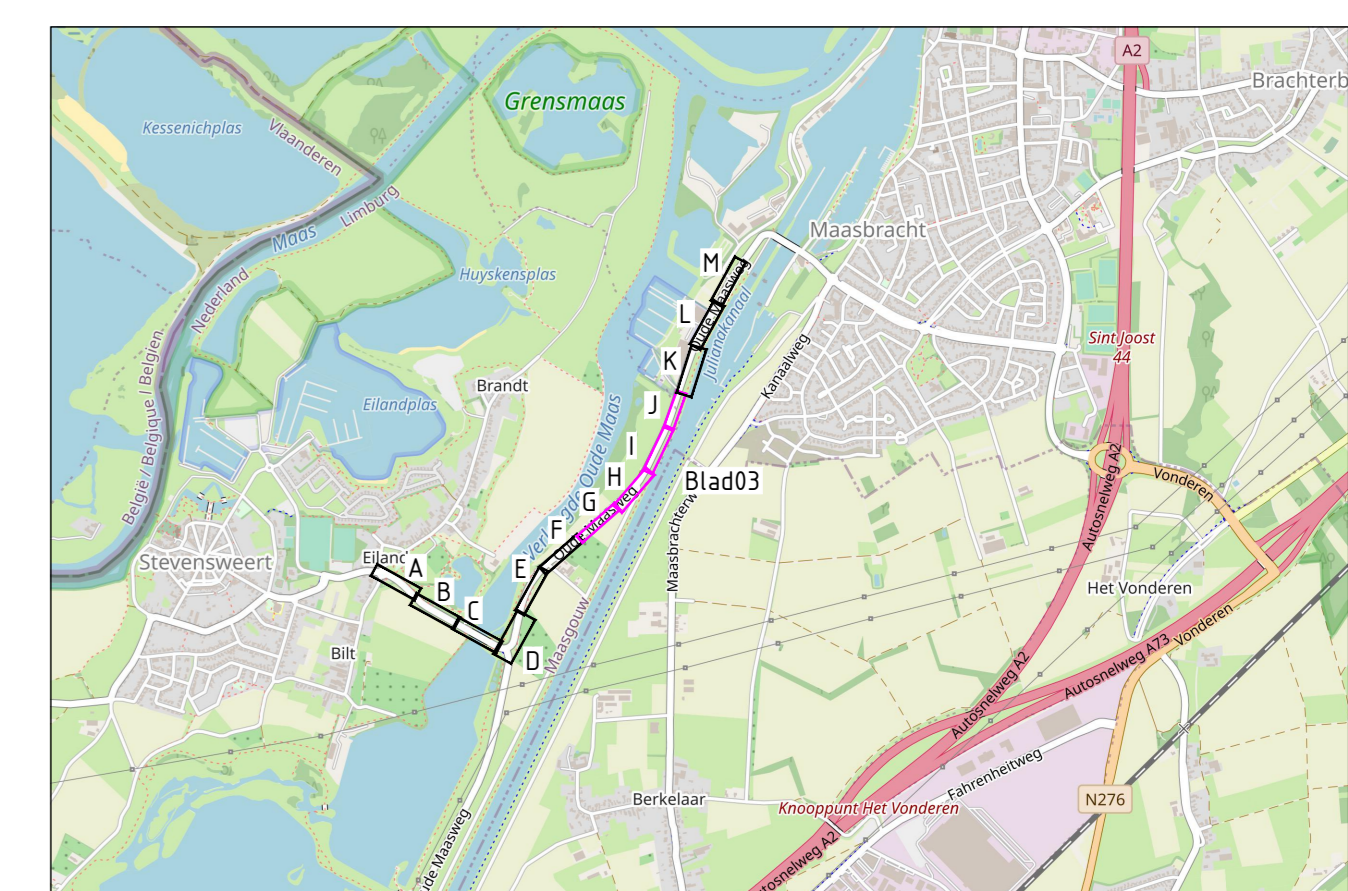 A2
Brachterb
Grensmaas
Kessenichplas
Vlaanderen
Limburg
Maas
Nederland
Huyskensplas
Maasbracht
M
Oude Maasweg
L
Julianakanaal
K
Kanaalweg
Sint Joost
44
België / Belgique / Belgien
Brandt
Eilandplas
J
Verlegde Oude Maas
I
H
Blad03
Vonderen
G
Oude Maasweg
Maasbrachterw
Autosnelweg A2
F
Stevensweert
Eiland
A
E
B
C
Het Vonderen
D
Maasgouw
Bilt
Vonderen
Autosnelweg A73
Autosnelweg A2
Fahrenheitweg
Berkelaar
Knooppunt Het Vonderen
N276
ude Maasweg
utosnelweg A2